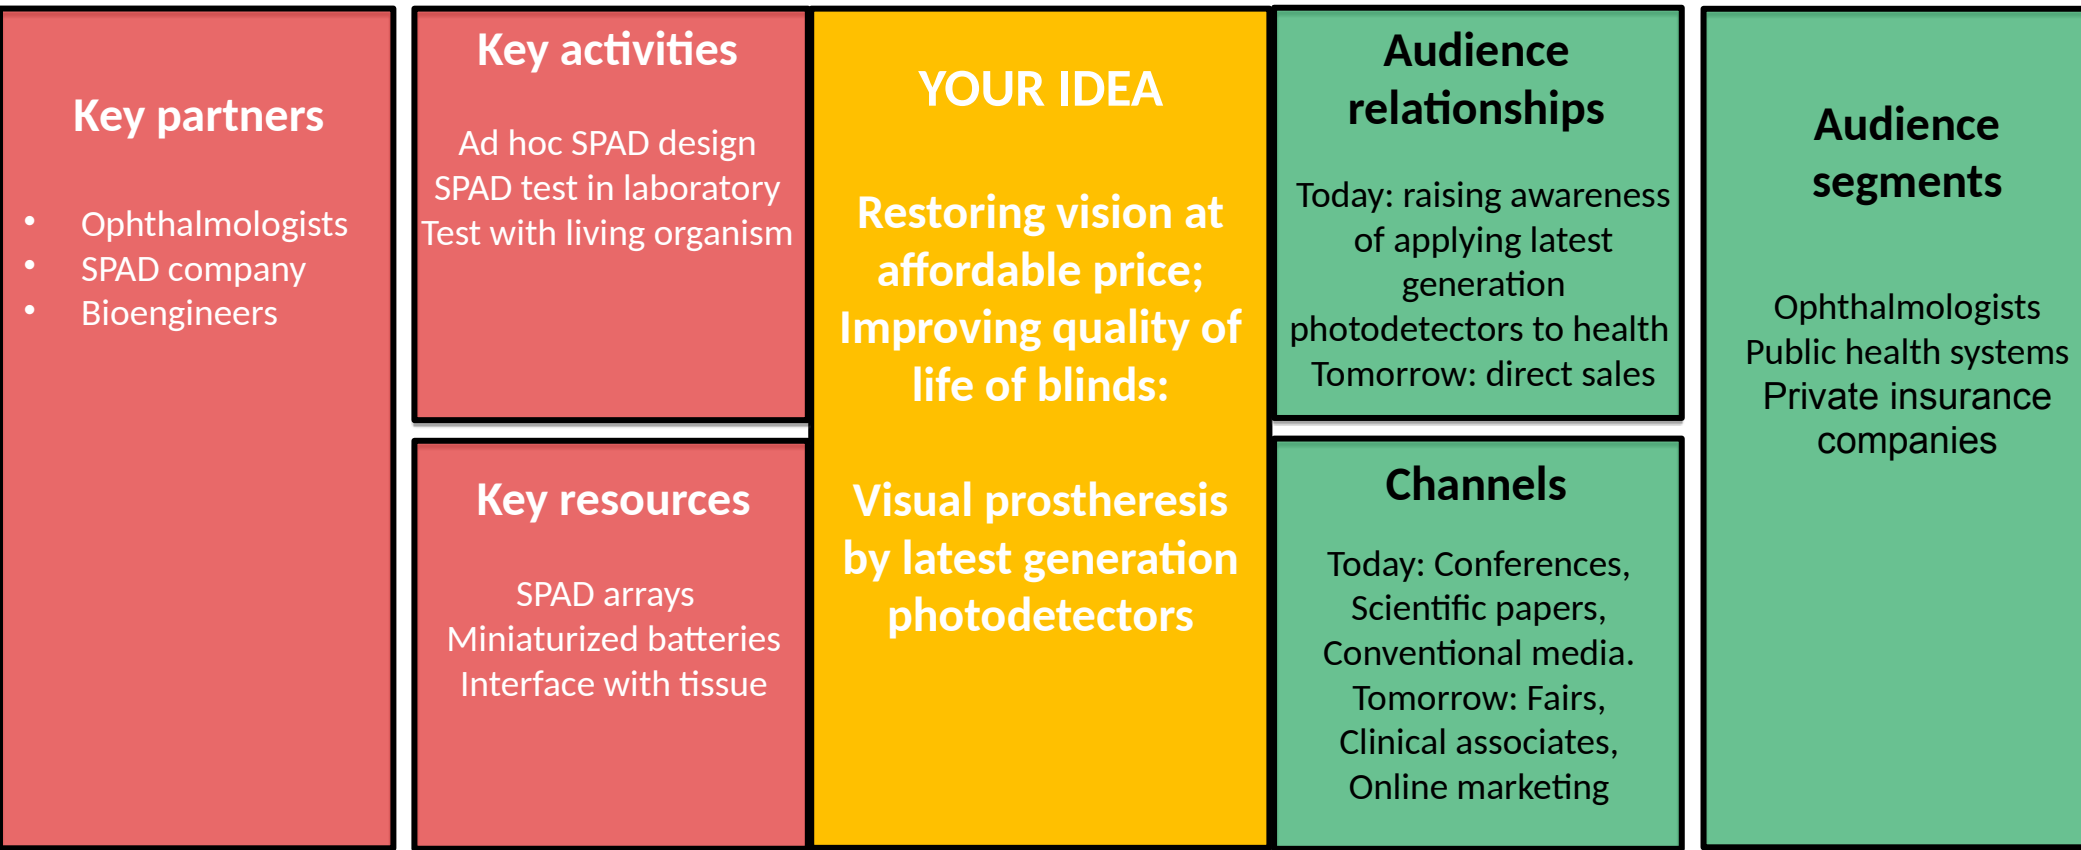 Key partners
• Ophthalmologists
• SPAD company
• Bioengineers
Key activities
Ad hoc SPAD design
SPAD test in laboratory
Test with living organism
Key resources
SPAD arrays
Miniaturized batteries
Interface with tissue
YOUR IDEA
Restoring vision at
affordable price;
Improving quality of
life of blinds:
Visual prostheresis
by latest generation
photodetectors
Audience
relationships
Today: raising awareness
of applying latest
generation
photodetectors to health
Tomorrow: direct sales
Channels
Today: Conferences,
Scientific papers,
Conventional media.
Tomorrow: Fairs,
Clinical associates,
Online marketing
Audience
segments
Ophthalmologists
Public health systems
Private insurance
companies